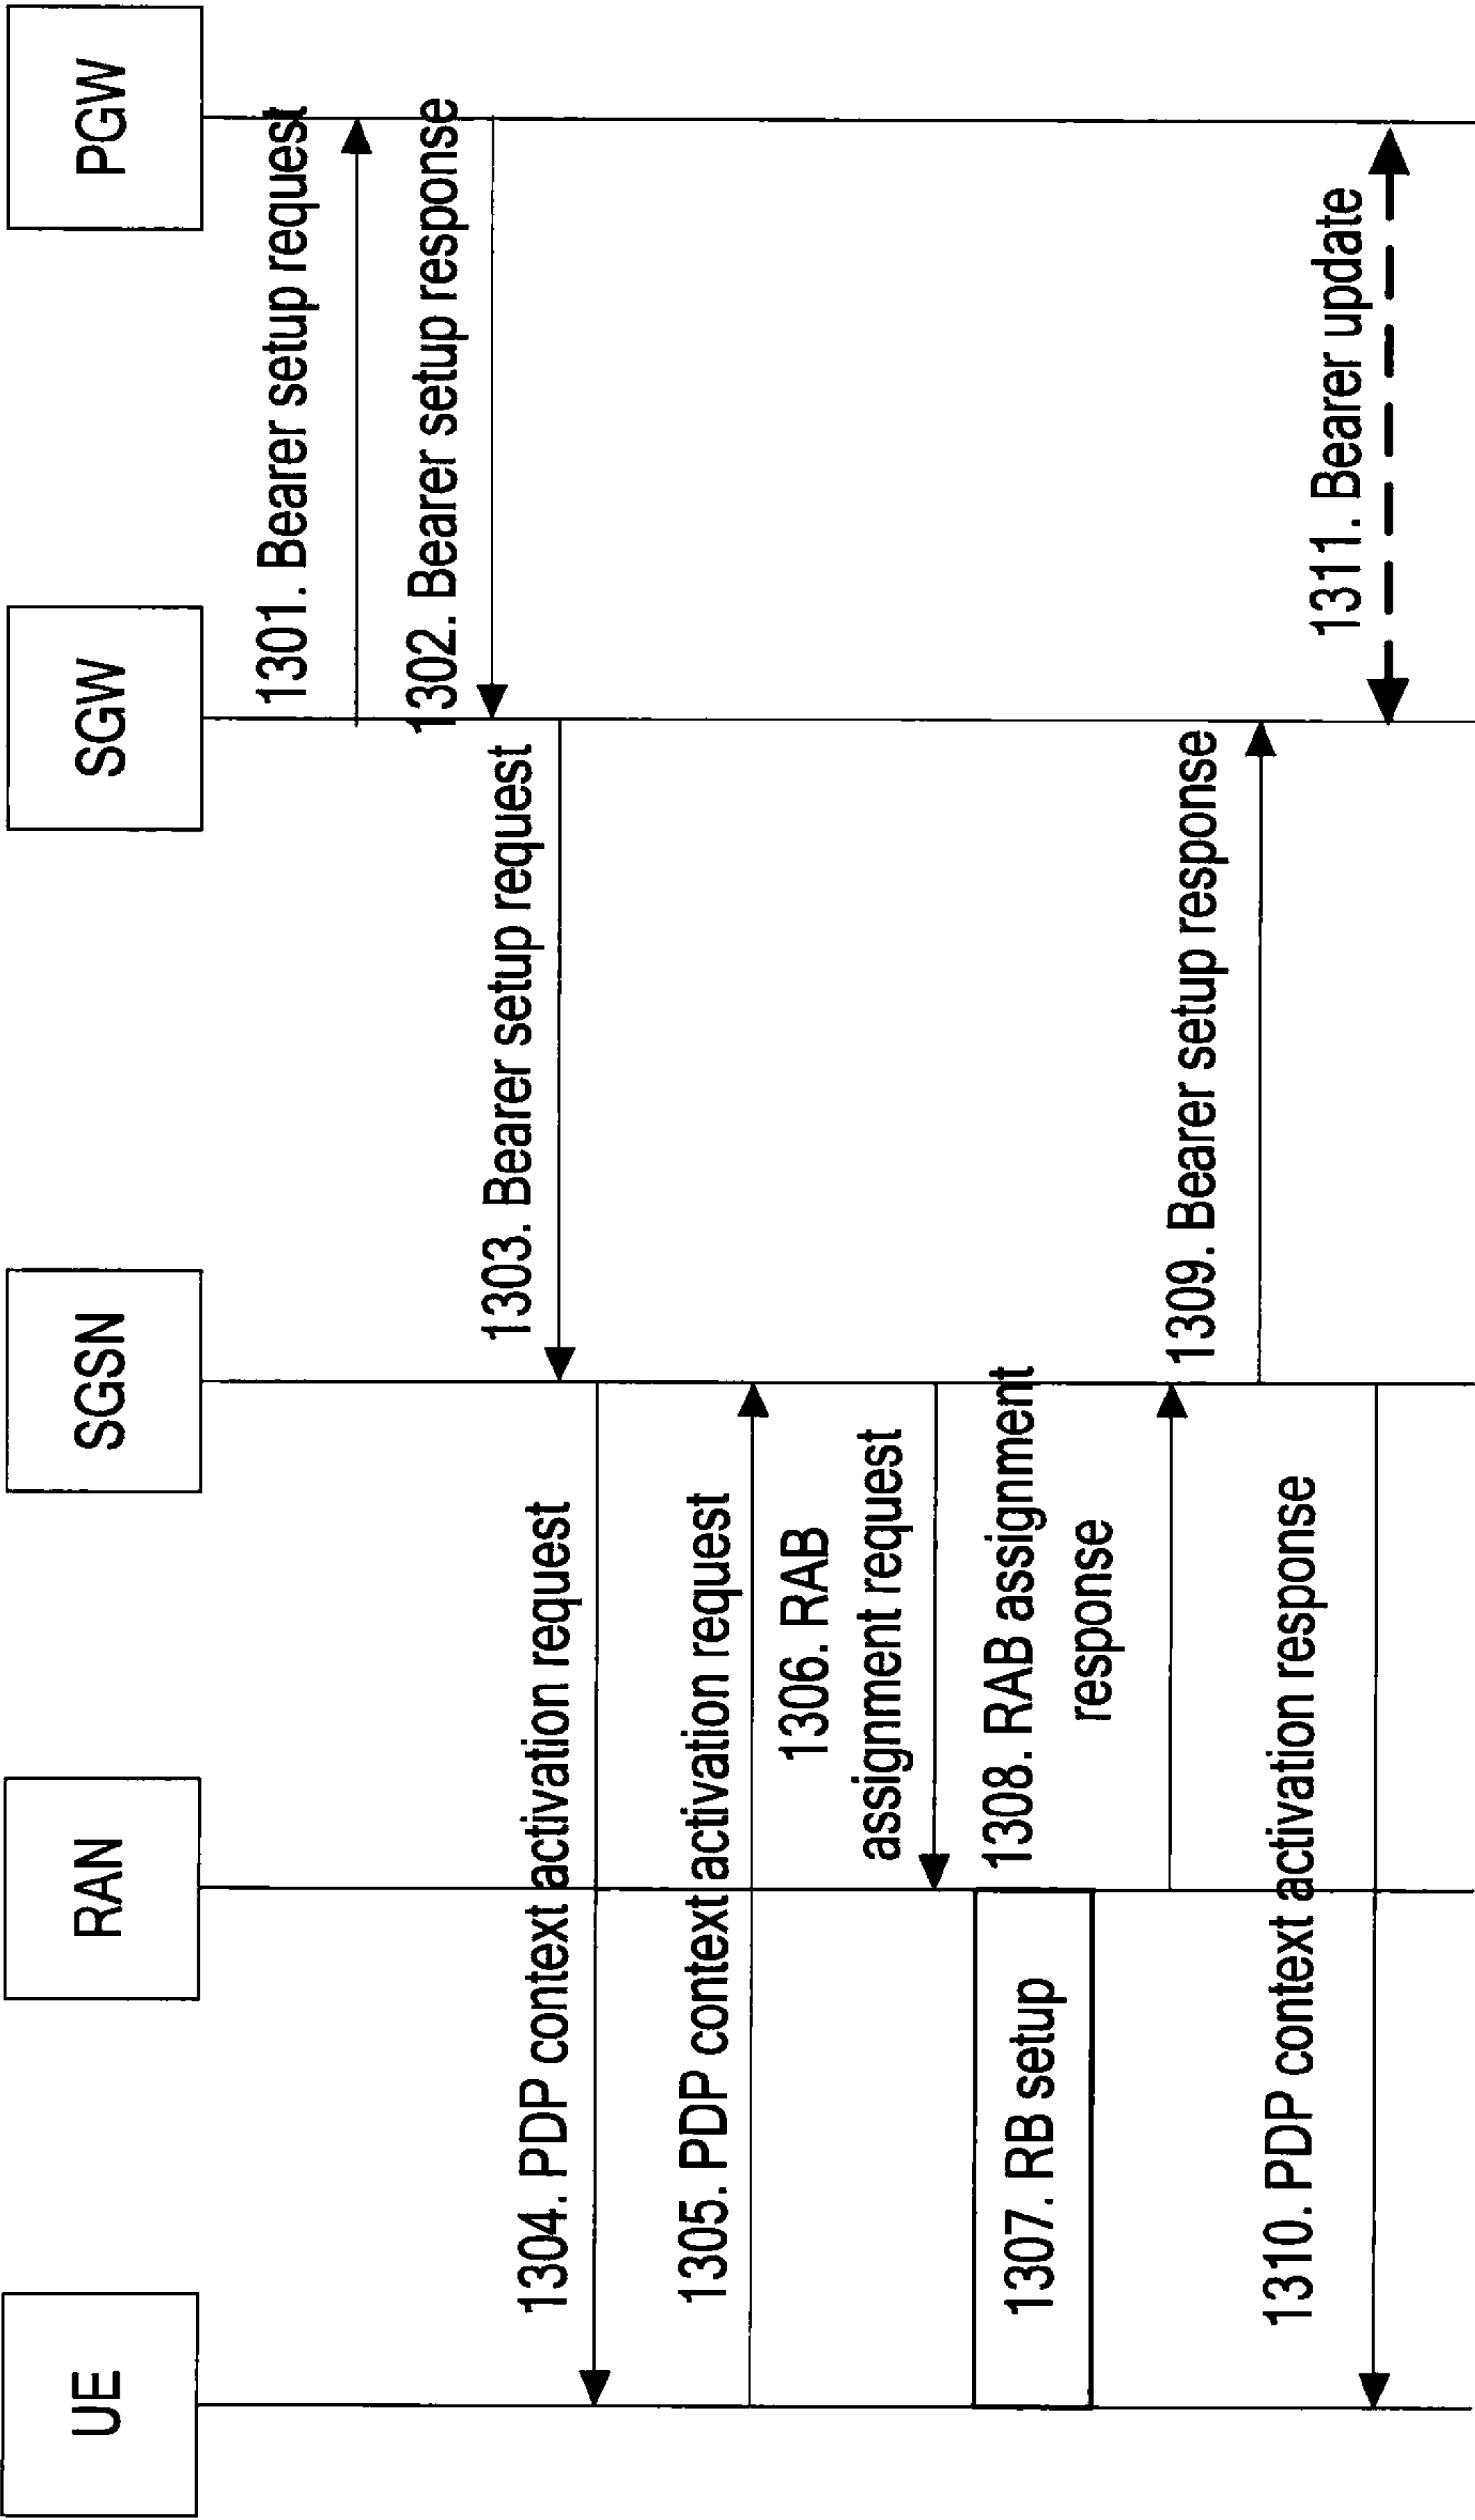 UE
RAN
SGSN
SGW
PGW
1301. Bearer setup request
1302. Bearer setup response
1303. Bearer setup request
1304. PDP context activation request
1305. PDP context activation request
1306. RAB
assignment request
1307. RB setup
1308. RAB assignment
response
1309. Bearer setup response
1310. PDP context activation response
1311. Bearer update